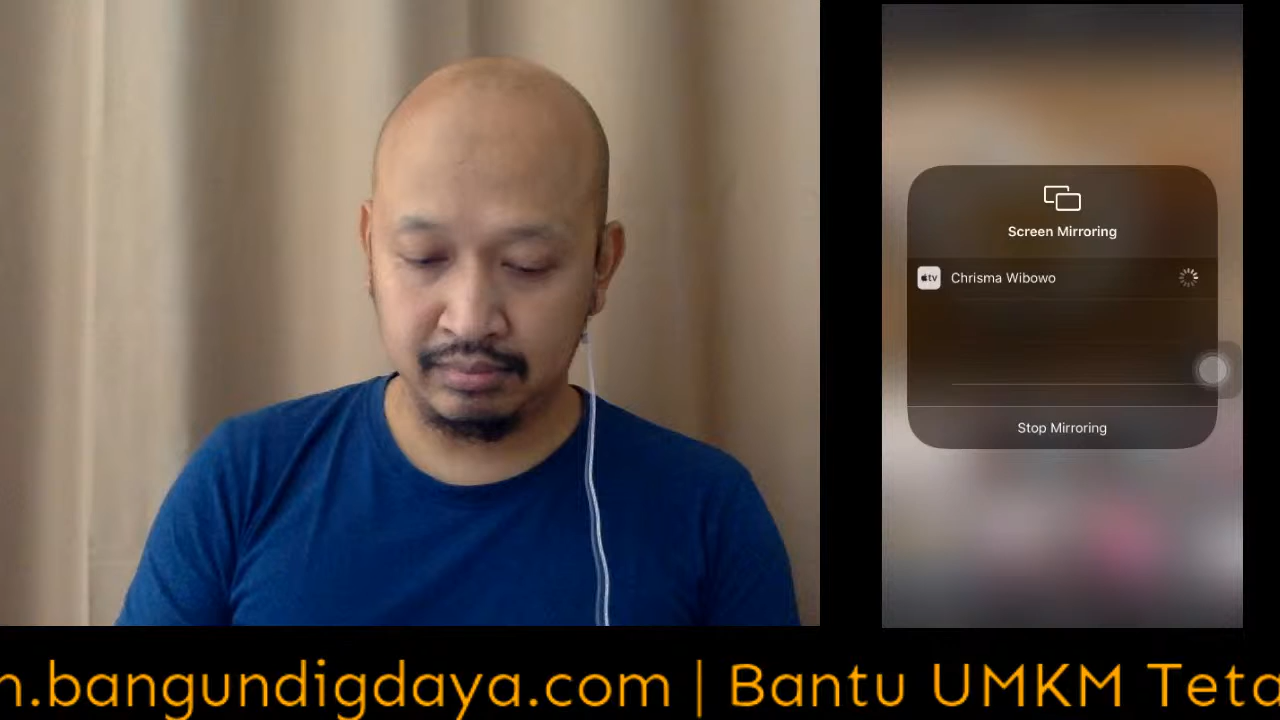 Screen Mirroring
tv Chrisma Wibowo
Stop Mirroring
n.bangundigdaya.com | Bantu UMKM Teta